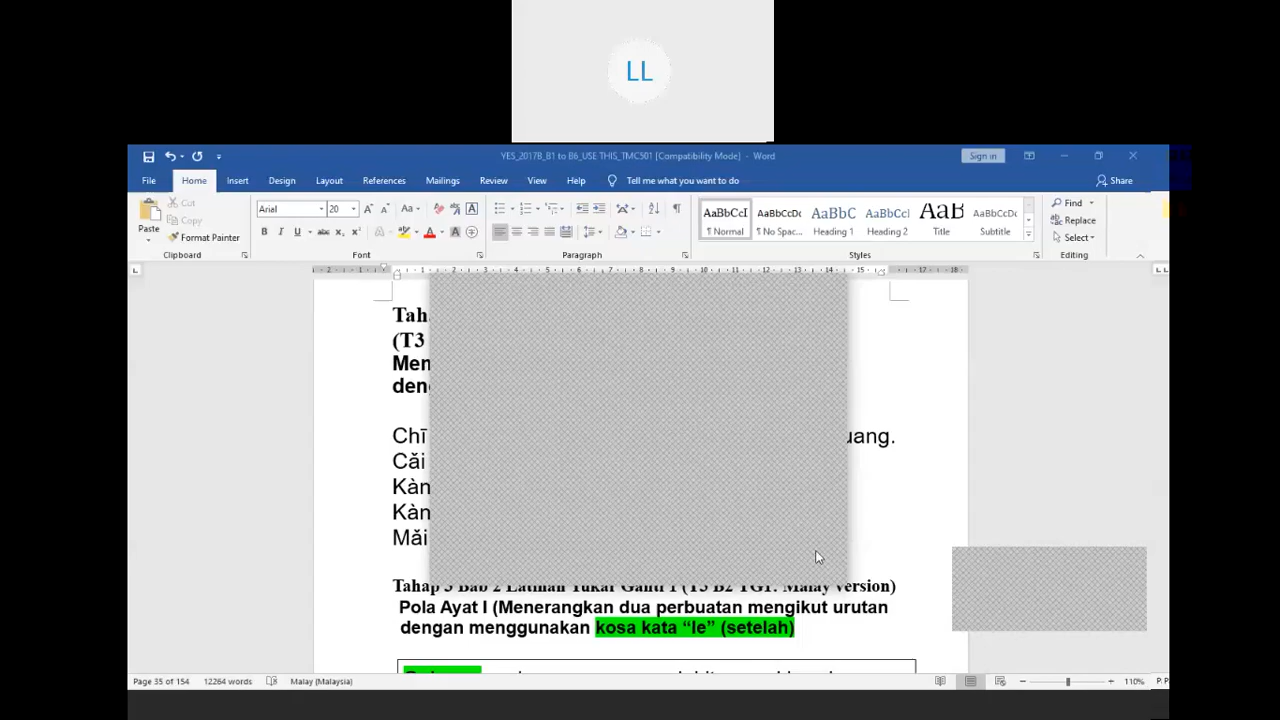 LL
YES_2017B_B1 to B6_USE THIS_TMC501 [Compatibility Mode] - Word
Sign in
File Home Insert Design Layout References Mailings Review View Help Tell me what you want to do Share
Paste
Cut
Copy
Format Painter
Clipboard
Arial 20
Font
Paragraph
AaBbCcI AaBbCcDc AaBbC AaBbCcC AaB AaBbCcDc
¶ Normal ¶ No Spac... Heading 1 Heading 2 Title Subtitle
Styles
Find
Replace
Select
Editing
(T3
Chī
Cǎi
Kàn
Kàn
Mǎi
Tahap 3 Bab 2 Latihan Tukar Ganti 1 (T3 B2 TG1: Malay version)
Pola Ayat I (Menerangkan dua perbuatan mengikut urutan
dengan menggunakan kosa kata “le” (setelah)
Page 35 of 154 12264 words Malay (Malaysia) 110%